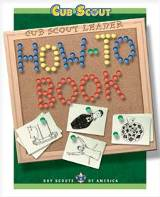 CUB SCOUT
CUB SCOUT LEADER
HOW-TO
BOOK
BOY SCOUTS OF AMERICA